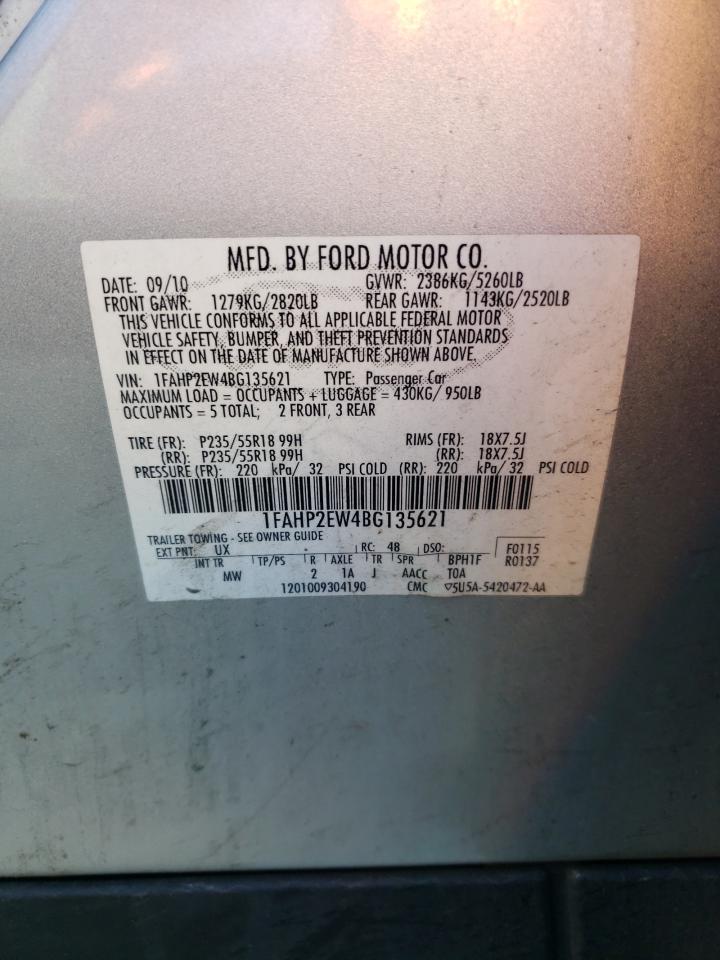 MFD. BY FORD MOTOR CO.
DATE: 09/10 GVWR: 2386KG/5260LB
FRONT GAWR: 1279KG/2820LB REAR GAWR: 1143KG/2520LB
THIS VEHICLE CONFORMS TO ALL APPLICABLE FEDERAL MOTOR
VEHICLE SAFETY, BUMPER, AND THEFT PREVENTION STANDARDS
IN EFFECT ON THE DATE OF MANUFACTURE SHOWN ABOVE.
VIN: 1FAHP2EW4BG135621 TYPE: Passenger Car
MAXIMUM LOAD = OCCUPANTS + LUGGAGE = 430KG/ 950LB
OCCUPANTS = 5 TOTAL; 2 FRONT, 3 REAR
TIRE (FR): P235/55R18 99H RIMS (FR): 18X7.5J
(RR): P235/55R18 99H (RR): 18X7.5J
PRESSURE (FR): 220 kPa/ 32 PSI COLD (RR): 220 kPa/ 32 PSI COLD
1FAHP2EW4BG135621
TRAILER TOWING - SEE OWNER GUIDE
EXT PNT: UX RC: 48 DSO: F0115
INT TR TP/PS R AXLE TR SPR BPH1F R0137
MW 2 1A J AACC T0A
1201009304190 CMC ▽5U5A-5420472-AA